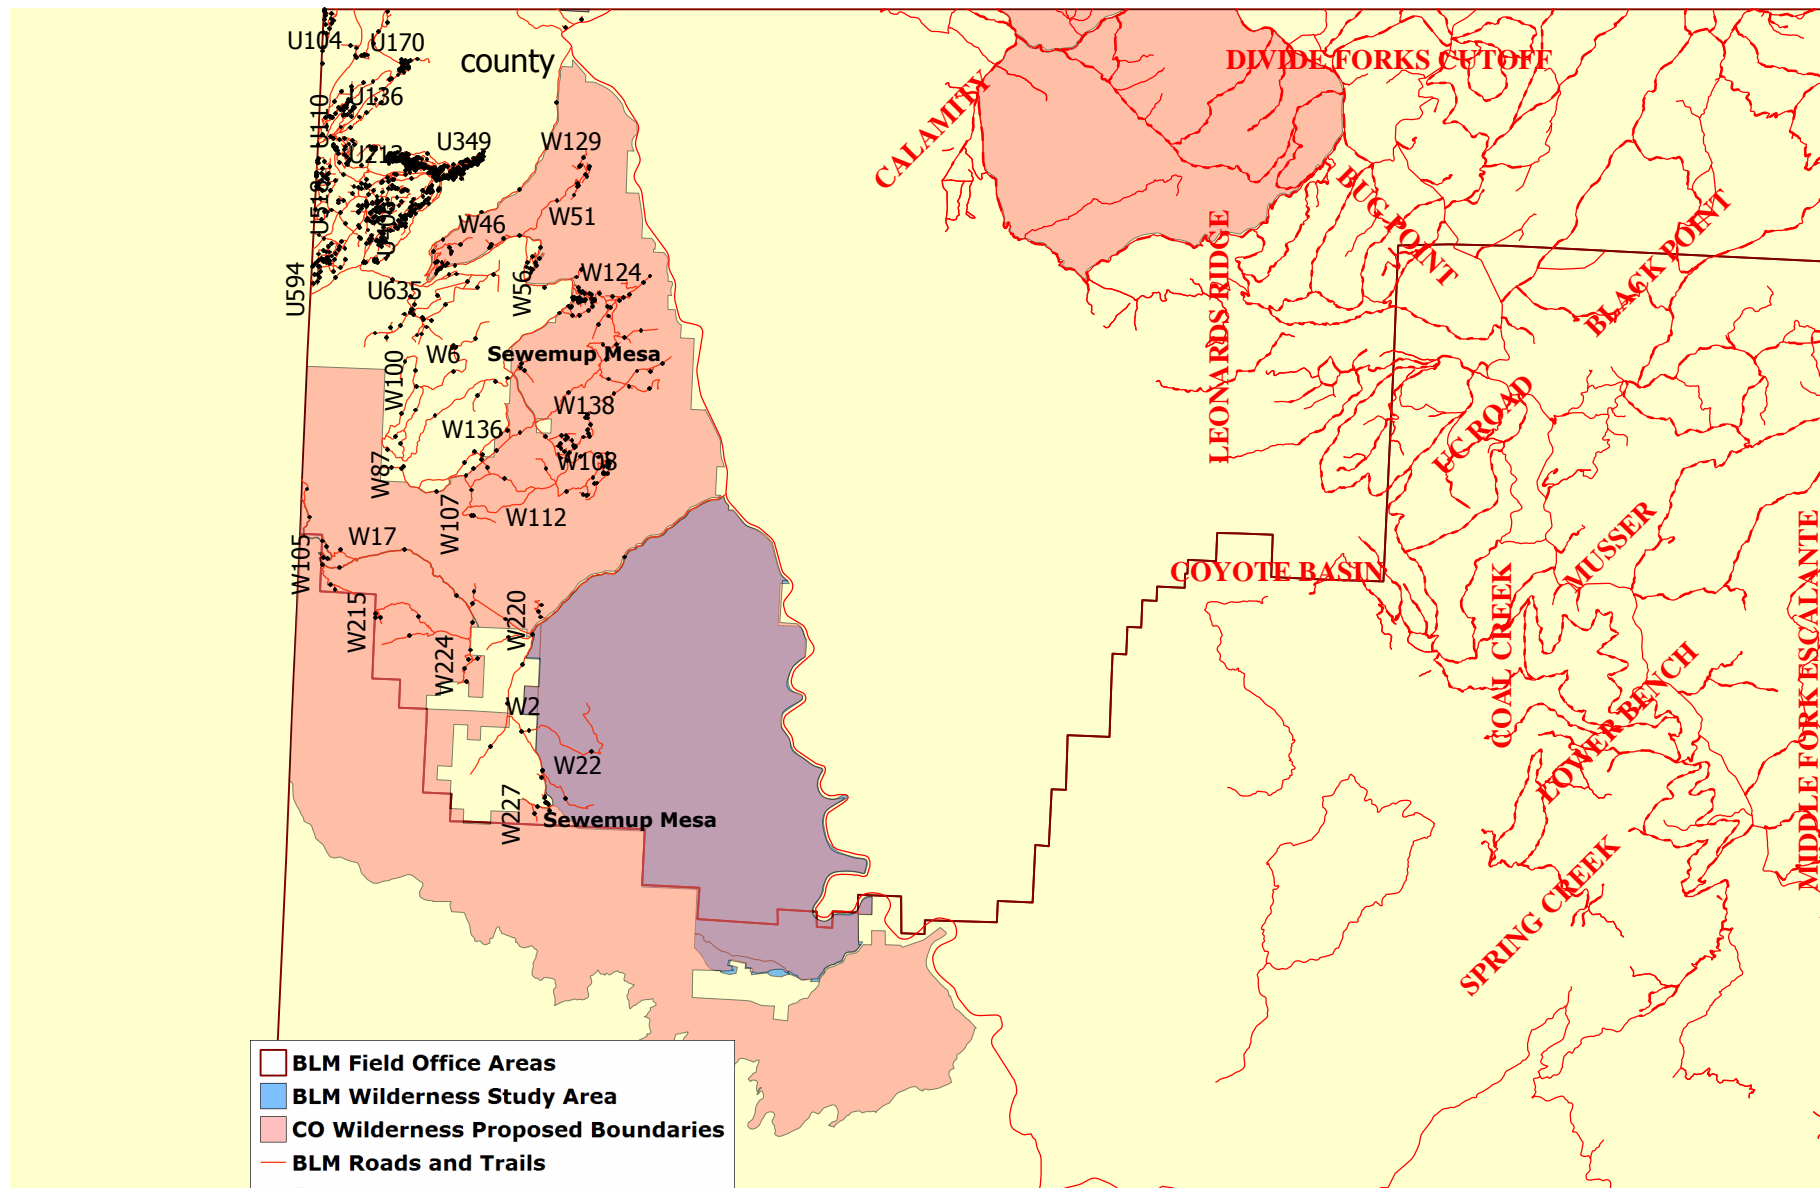 U104
U170
county
DIVIDE FORKS CUTOFF
U136
U110
CALAMITY
U349
W129
U213
U518
BUG POINT
W46
W51
LEONARDS RIDGE
BLACK POINT
W56
W124
U594
U635
W6
Sewemup Mesa
W100
W138
UC ROAD
W136
W87
W108
W107
W112
W17
W105
MUSSER
COYOTE BASIN
MIDDLE FORK ESCALANTE
W215
W220
COAL CREEK
W224
W2
LOWER BENCH
W22
W227
Sewemup Mesa
SPRING CREEK
BLM Field Office Areas
BLM Wilderness Study Area
CO Wilderness Proposed Boundaries
BLM Roads and Trails